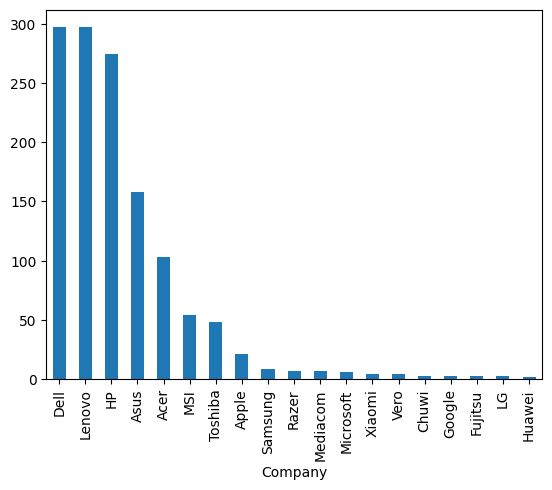 300
250
200
150
100
50
0
Dell
Lenovo
HP
Asus
Acer
MSI
Toshiba
Apple
Samsung
Razer
Mediacom
Microsoft
Xiaomi
Vero
Chuwi
Google
Fujitsu
LG
Huawei
Company